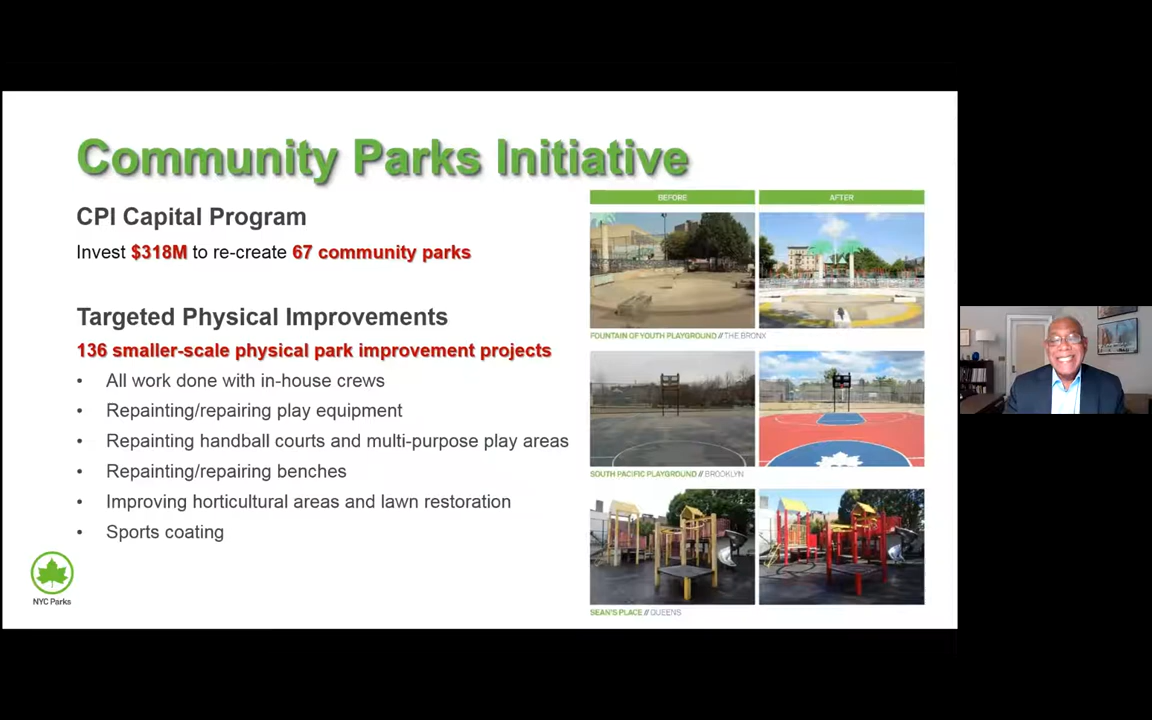 Community Parks Initiative
CPI Capital Program
Invest $318M to re-create 67 community parks
Targeted Physical Improvements
136 smaller-scale physical park improvement projects
• All work done with in-house crews
• Repainting/repairing play equipment
• Repainting handball courts and multi-purpose play areas
• Repainting/repairing benches
• Improving horticultural areas and lawn restoration
• Sports coating
NYC Parks
BEFORE
AFTER
FOUNTAIN OF YOUTH PLAYGROUND // THE BRONX
SOUTH PACIFIC PLAYGROUND // BROOKLYN
SEAN'S PLACE // QUEENS